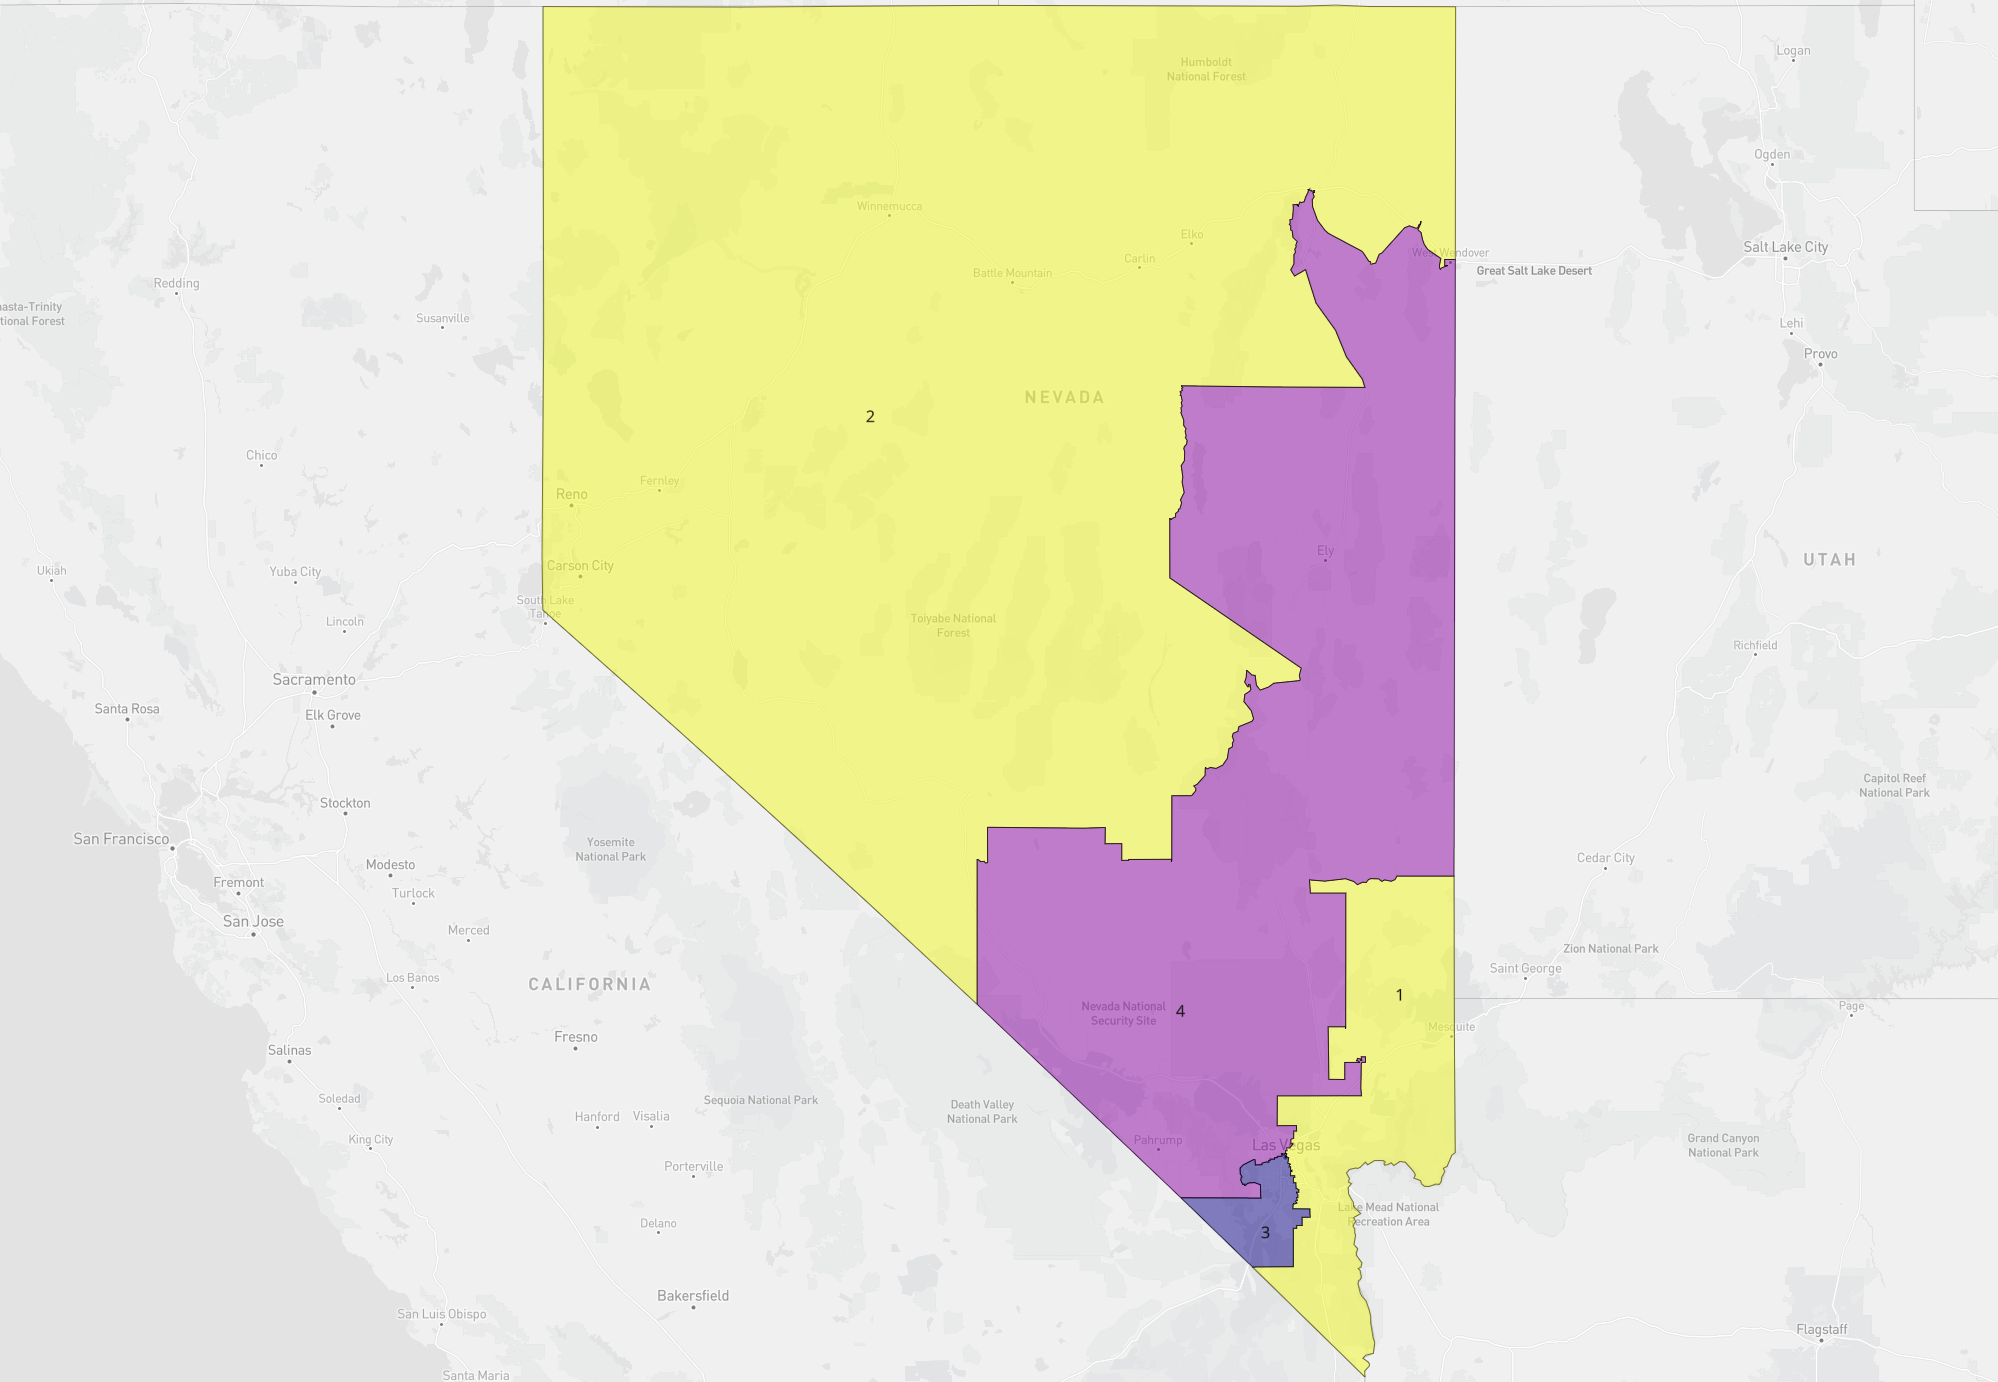 Humboldt
National Forest
Logan
Ogden
Winnemucca
Elko
Carlin
Salt Lake City
West Wendover
Great Salt Lake Desert
Battle Mountain
Redding
asta-Trinity
tional Forest
Susanville
Lehi
Provo
NEVADA
2
Chico
Fernley
Reno
Ely
UTAH
Carson City
Ukiah
Yuba City
South Lake
Tahoe
Lincoln
Toiyabe National
Forest
Richfield
Sacramento
Santa Rosa
Elk Grove
Capitol Reef
National Park
Stockton
San Francisco
Yosemite
National Park
Modesto
Cedar City
Fremont
Turlock
San Jose
Merced
Zion National Park
Saint George
Los Banos
CALIFORNIA
1
Nevada National
Security Site
4
Page
Mesquite
Fresno
Salinas
Soledad
Sequoia National Park
Death Valley
National Park
Hanford
Visalia
King City
Pahrump
Las Vegas
Grand Canyon
National Park
Porterville
Lake Mead National
Recreation Area
Delano
3
Bakersfield
San Luis Obispo
Flagstaff
Santa Maria